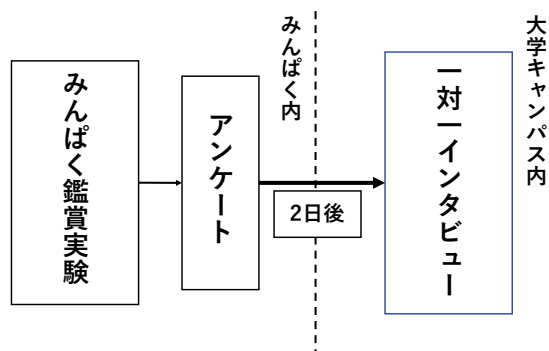 みんぱく鑑賞実験
アンケート
みんぱく内
2日後
一対一インタビュー
大学キャンパス内